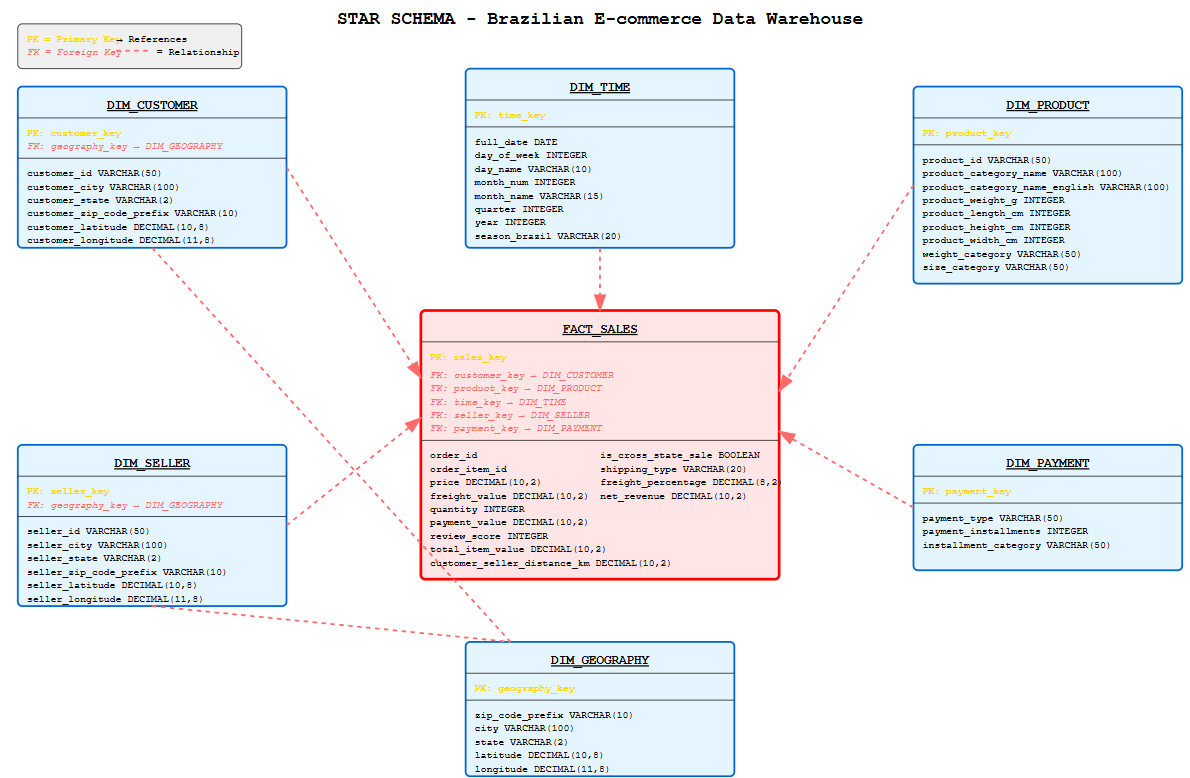 STAR SCHEMA - Brazilian E-commerce Data Warehouse
PK = Primary Key → References
FK = Foreign Key = Relationship
DIM_CUSTOMER
PK: customer_key
FK: geography_key → DIM_GEOGRAPHY
customer_id VARCHAR(50)
customer_city VARCHAR(100)
customer_state VARCHAR(2)
customer_zip_code_prefix VARCHAR(10)
customer_latitude DECIMAL(10,8)
customer_longitude DECIMAL(11,8)
DIM_TIME
PK: time_key
full_date DATE
day_of_week INTEGER
day_name VARCHAR(10)
month_num INTEGER
month_name VARCHAR(15)
quarter INTEGER
year INTEGER
season_brazil VARCHAR(20)
DIM_PRODUCT
PK: product_key
product_id VARCHAR(50)
product_category_name VARCHAR(100)
product_category_name_english VARCHAR(100)
product_weight_g INTEGER
product_length_cm INTEGER
product_height_cm INTEGER
product_width_cm INTEGER
weight_category VARCHAR(50)
size_category VARCHAR(50)
FACT_SALES
PK: sales_key
FK: customer_key → DIM_CUSTOMER
FK: product_key → DIM_PRODUCT
FK: time_key → DIM_TIME
FK: seller_key → DIM_SELLER
FK: payment_key → DIM_PAYMENT
order_id
order_item_id
price DECIMAL(10,2)
freight_value DECIMAL(10,2)
quantity INTEGER
payment_value DECIMAL(10,2)
review_score INTEGER
total_item_value DECIMAL(10,2)
customer_seller_distance_km DECIMAL(10,2)
is_cross_state_sale BOOLEAN
shipping_type VARCHAR(20)
freight_percentage DECIMAL(8,2)
net_revenue DECIMAL(10,2)
DIM_SELLER
PK: seller_key
FK: geography_key → DIM_GEOGRAPHY
seller_id VARCHAR(50)
seller_city VARCHAR(100)
seller_state VARCHAR(2)
seller_zip_code_prefix VARCHAR(10)
seller_latitude DECIMAL(10,8)
seller_longitude DECIMAL(11,8)
DIM_PAYMENT
PK: payment_key
payment_type VARCHAR(50)
payment_installments INTEGER
installment_category VARCHAR(50)
DIM_GEOGRAPHY
PK: geography_key
zip_code_prefix VARCHAR(10)
city VARCHAR(100)
state VARCHAR(2)
latitude DECIMAL(10,8)
longitude DECIMAL(11,8)